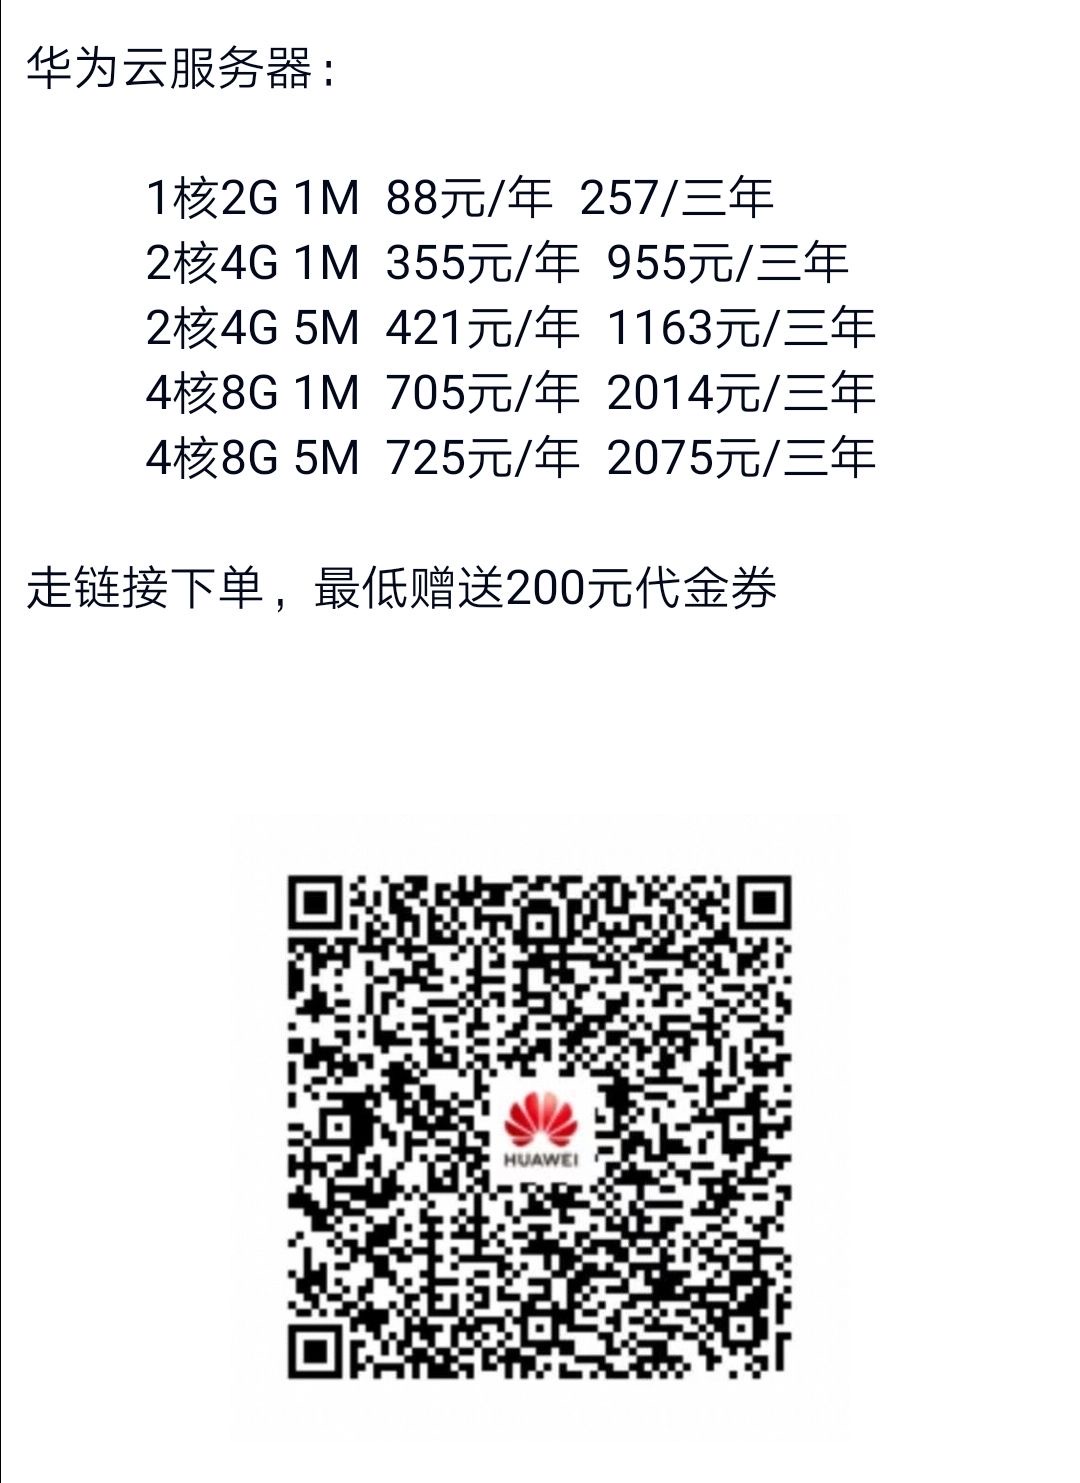 华为云服务器：
1核2G 1M 88元/年 257/三年
2核4G 1M 355元/年 955元/三年
2核4G 5M 421元/年 1163元/三年
4核8G 1M 705元/年 2014元/三年
4核8G 5M 725元/年 2075元/三年
走链接下单，最低赠送200元代金券
HUAWEI